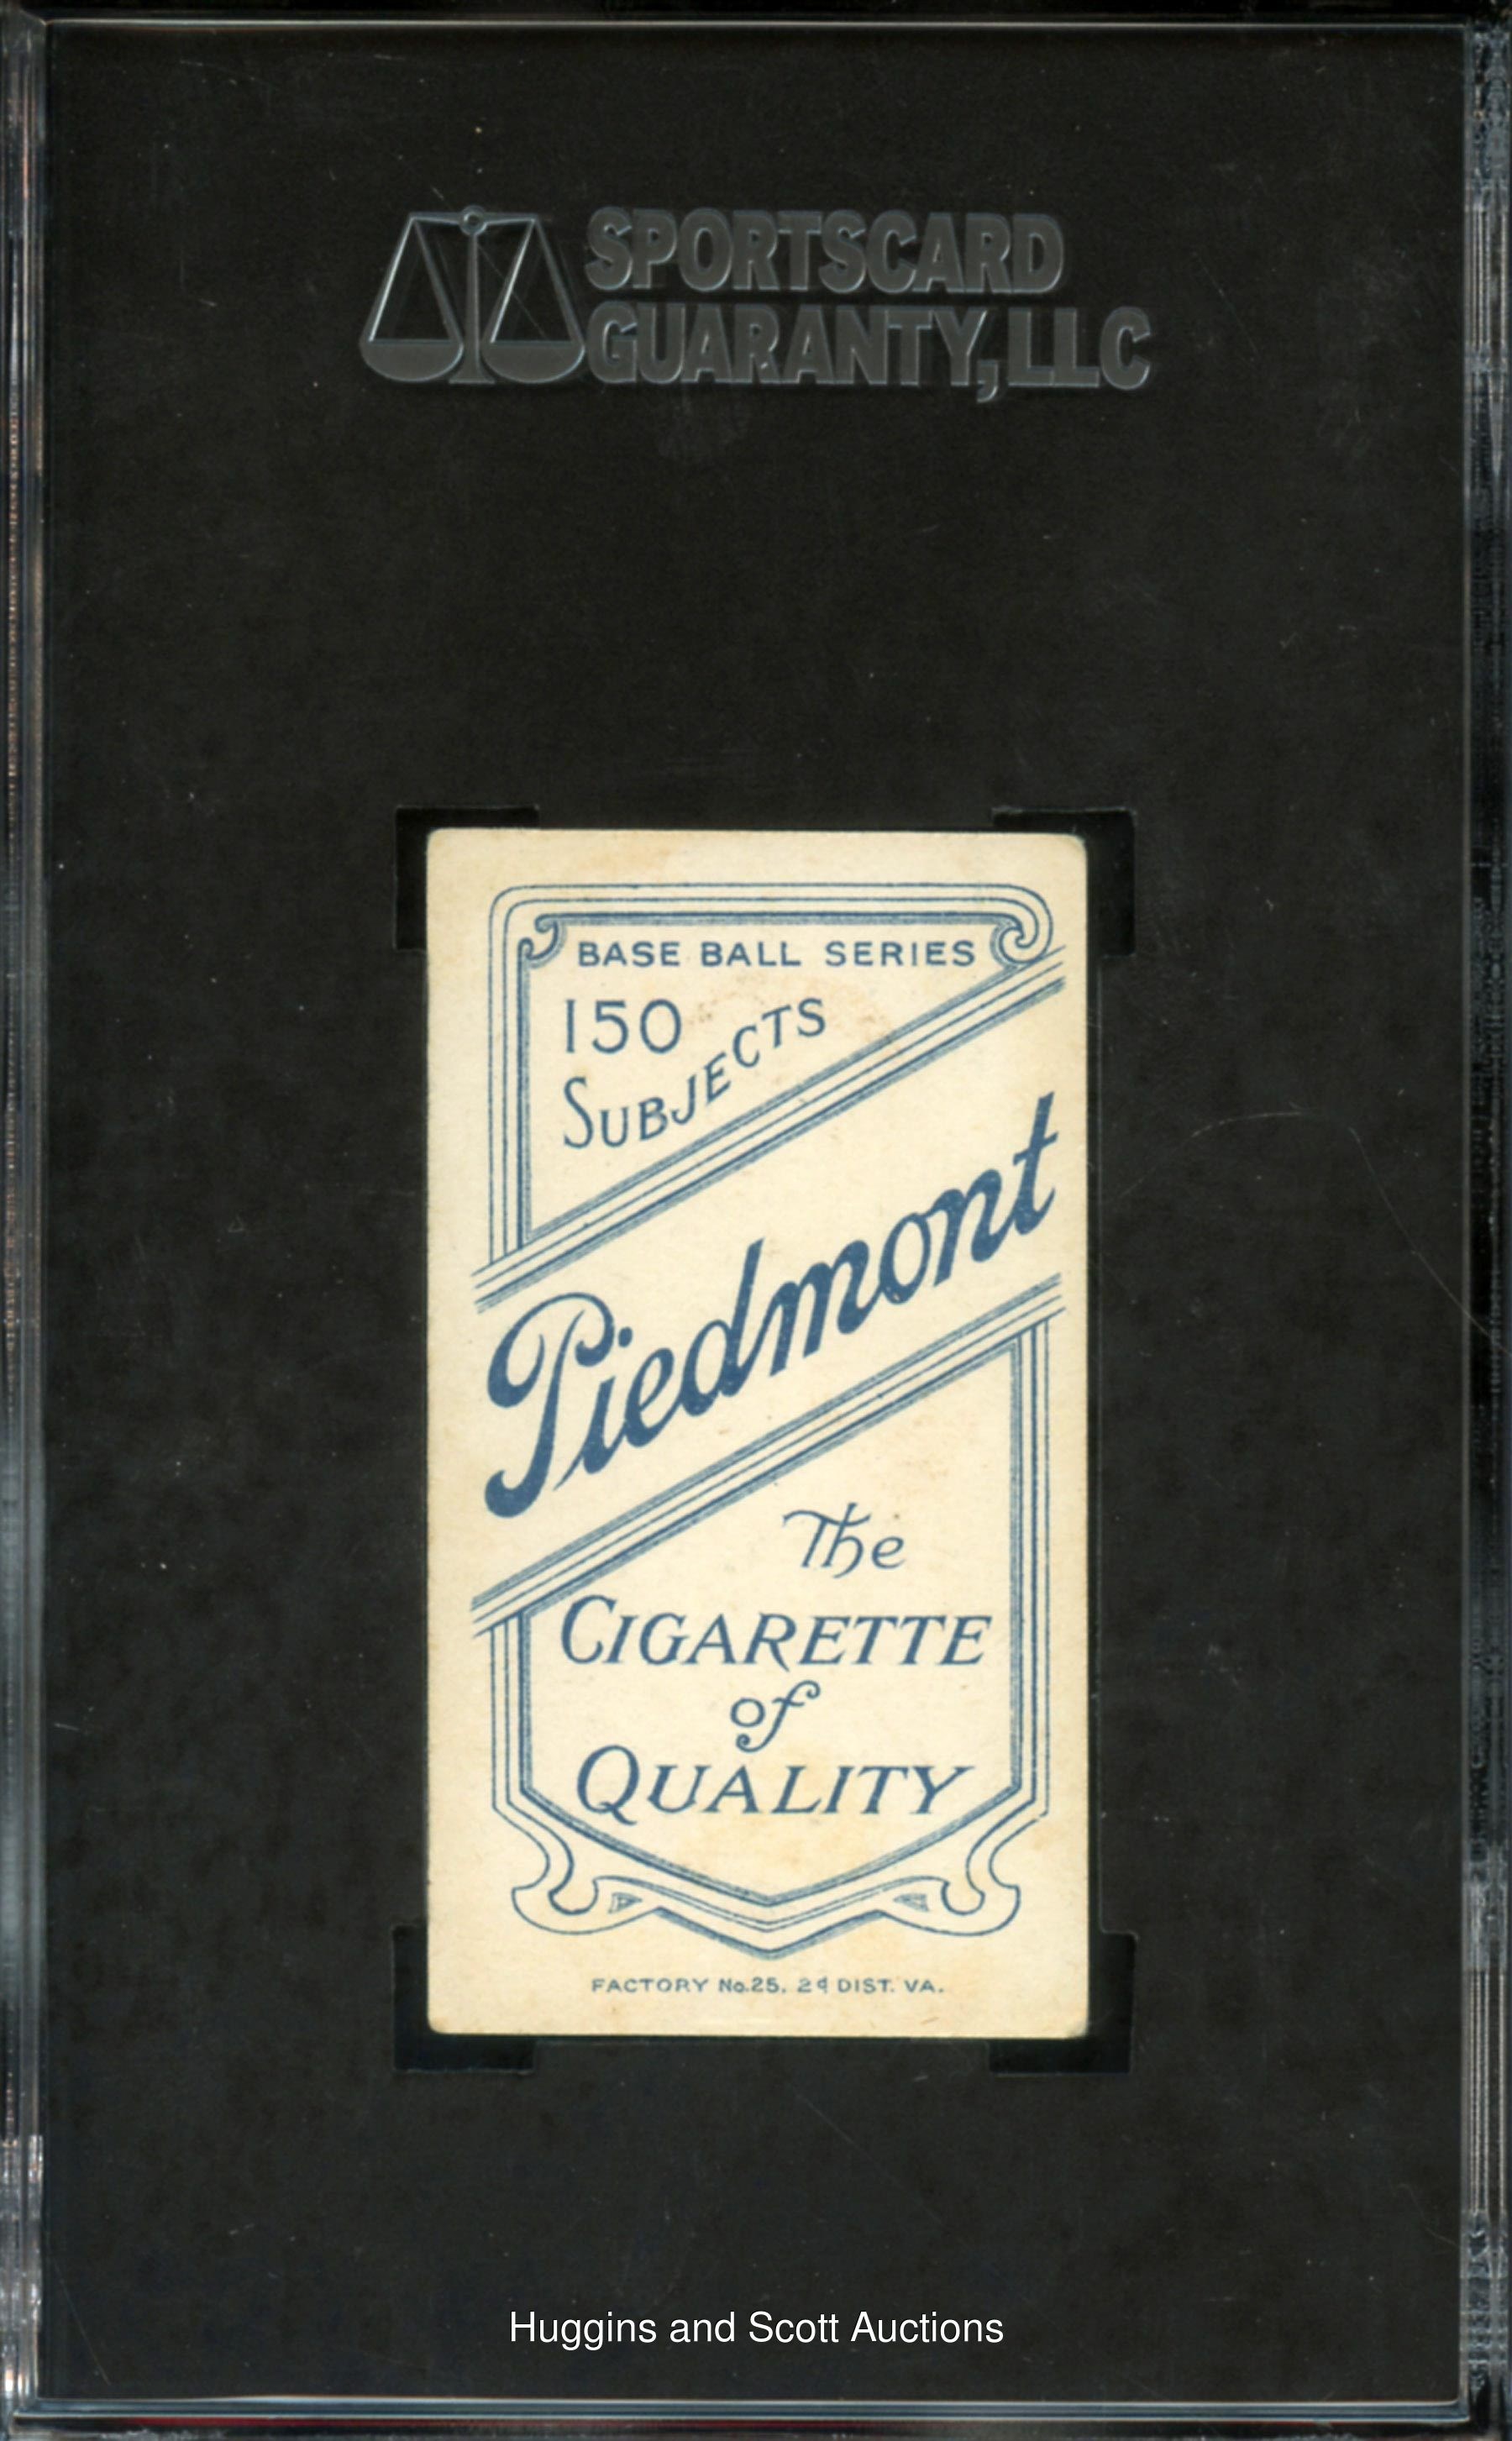 SPORTSCARD
GUARANTY, LLC
BASE BALL SERIES
150
SUBJECTS
Piedmont
The
CIGARETTE
of
QUALITY
FACTORY No. 25. 2d DIST. VA.
Huggins and Scott Auctions